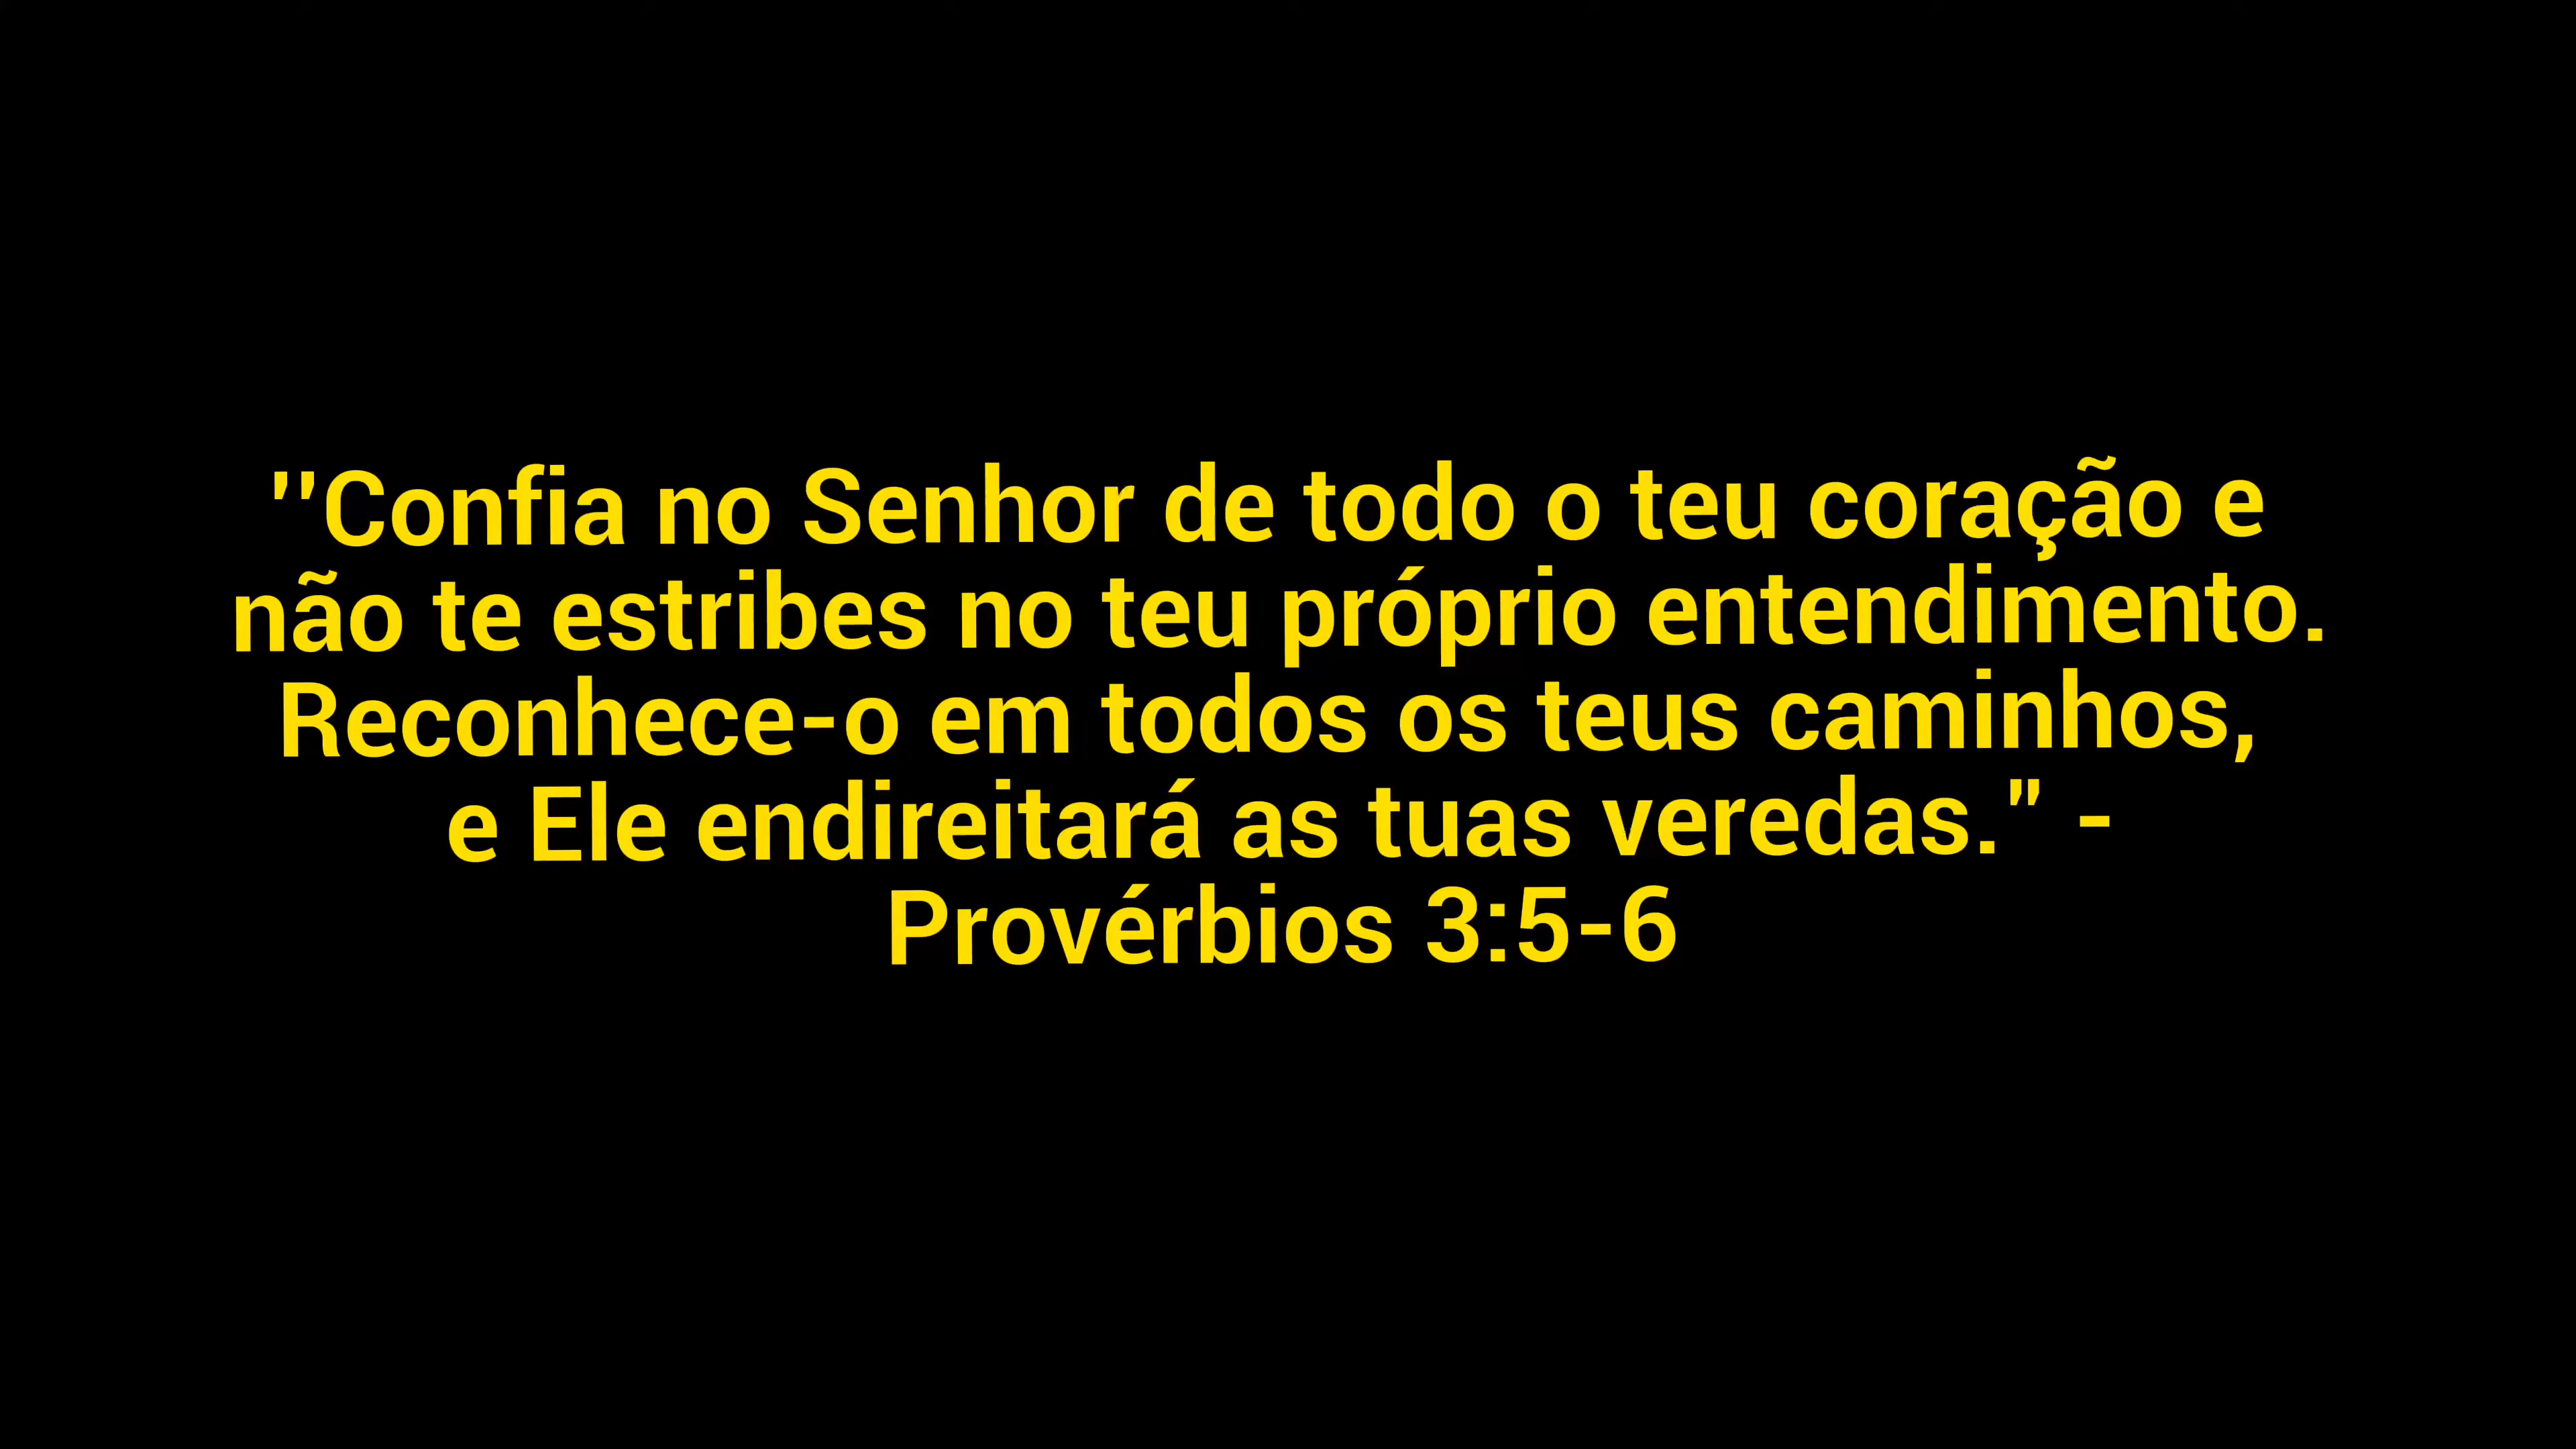 ''Confia no Senhor de todo o teu coração e
não te estribes no teu próprio entendimento.
Reconhece-o em todos os teus caminhos,
e Ele endireitará as tuas veredas." -
Provérbios 3:5-6